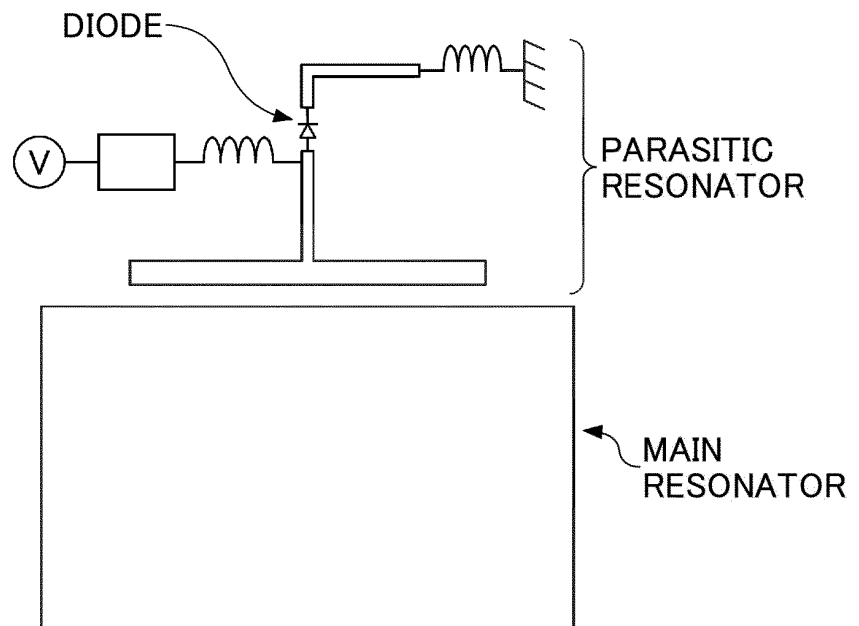 DIODE
V
PARASITIC
RESONATOR
MAIN
RESONATOR